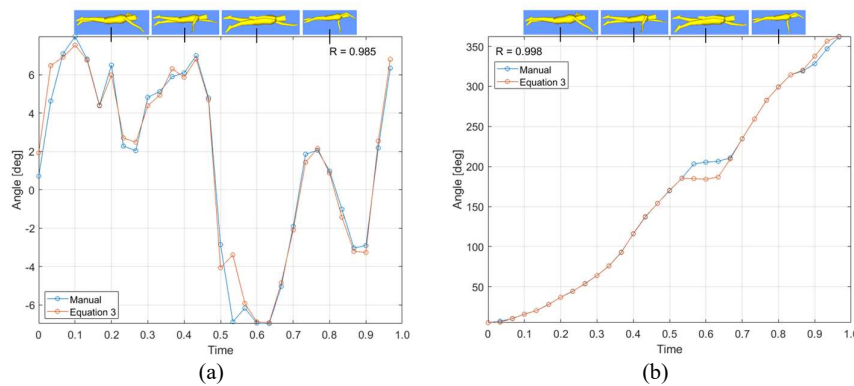 R = 0.985
Angle [deg]
6
4
2
0
-2
-4
-6
Manual
Equation 3
0 0.1 0.2 0.3 0.4 0.5 0.6 0.7 0.8 0.9 1.0
Time
(a)
R = 0.998
Manual
Equation 3
Angle [deg]
350
300
250
200
150
100
50
0 0.1 0.2 0.3 0.4 0.5 0.6 0.7 0.8 0.9 1.0
Time
(b)